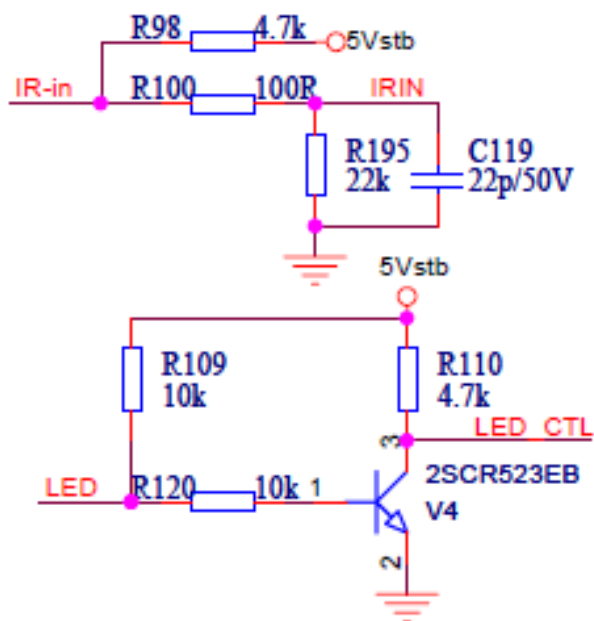 R98 4.7k 5Vstb
IR-in R100 100R IRIN
R195
22k
C119
22p/50V
5Vstb
R109
10k
R110
4.7k
3 LED_CTL
LED R120 10k 1
2SCR523EB
V4
2